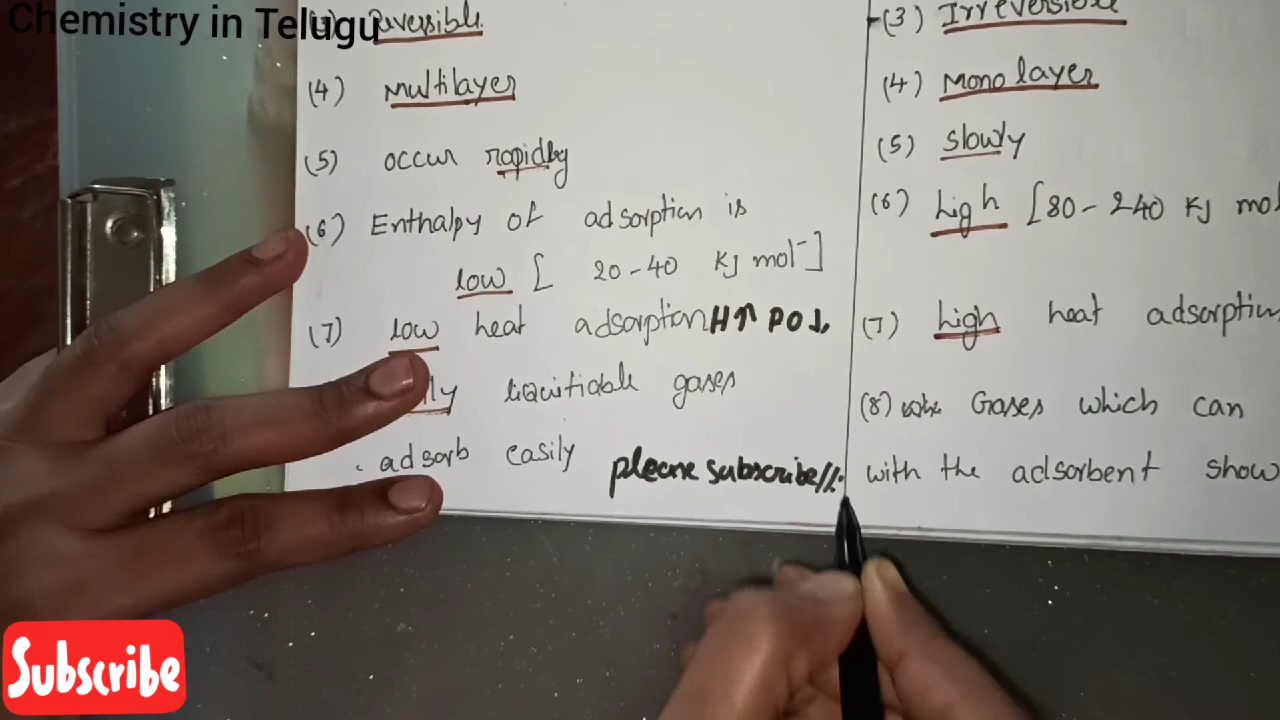 Chemistry in Telugu
Reversible.
(4) Multilayer
(5) occur rapidly
(6) Enthalpy of adsorption is
low [ 20-40 KJ mol⁻]
(7) low heat adsorption H↑ PO↓
liquifiable gases
adsorb easily
please subscribe//.
(3) Irreversible
(4) Mono layer
(5) slowly
(6) high [80-240 KJ mol
(7) high heat adsorption
(8) Gases which can
with the adsorbent show
Subscribe